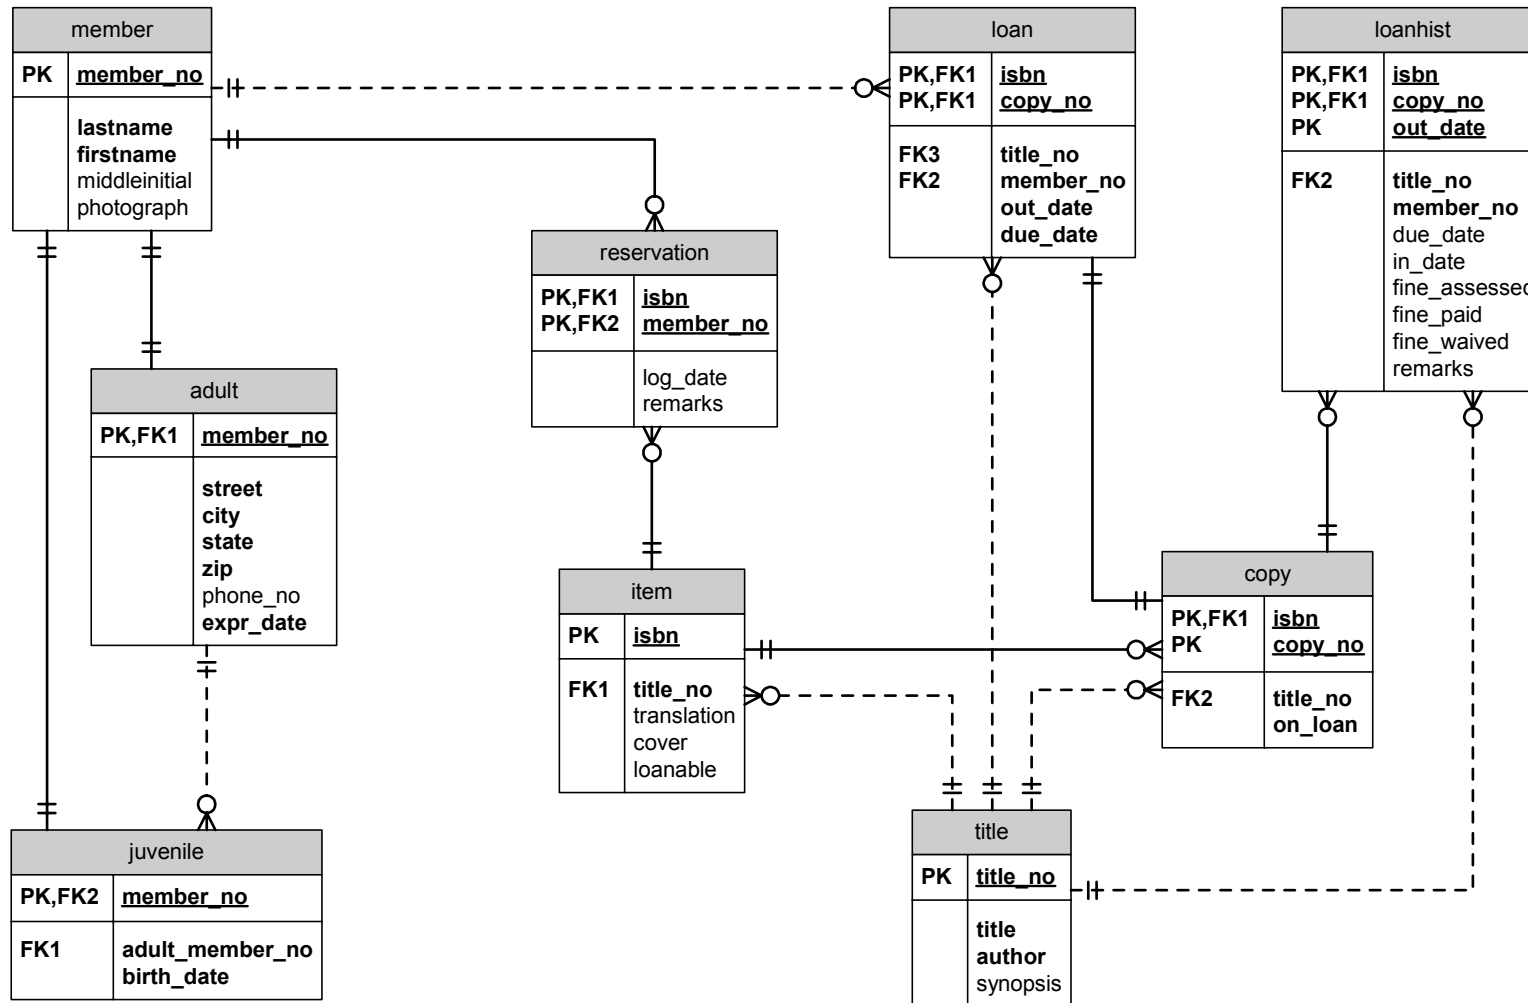 member
PK member_no
lastname
firstname
middleinitial
photograph
loan
PK,FK1 isbn
PK,FK1 copy_no
FK3 title_no
FK2 member_no
out_date
due_date
loanhist
PK,FK1 isbn
PK,FK1 copy_no
PK out_date
FK2 title_no
member_no
due_date
in_date
fine_assessed
fine_paid
fine_waived
remarks
reservation
PK,FK1 isbn
PK,FK2 member_no
log_date
remarks
adult
PK,FK1 member_no
street
city
state
zip
phone_no
expr_date
item
PK isbn
FK1 title_no
translation
cover
loanable
copy
PK,FK1 isbn
PK copy_no
FK2 title_no
on_loan
juvenile
PK,FK2 member_no
FK1 adult_member_no
birth_date
title
PK title_no
title
author
synopsis